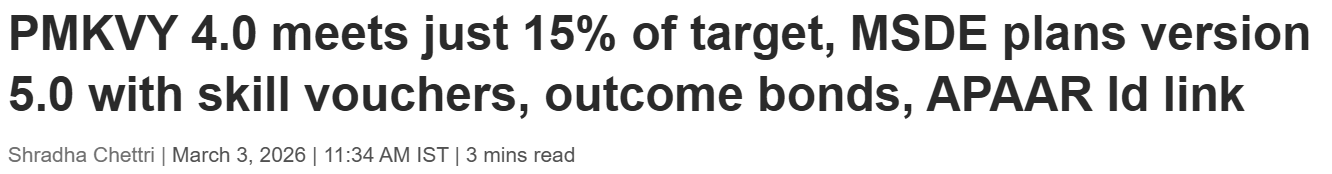 PMKVY 4.0 meets just 15% of target, MSDE plans version
5.0 with skill vouchers, outcome bonds, APAAR Id link
Shradha Chettri | March 3, 2026 | 11:34 AM IST | 3 mins read